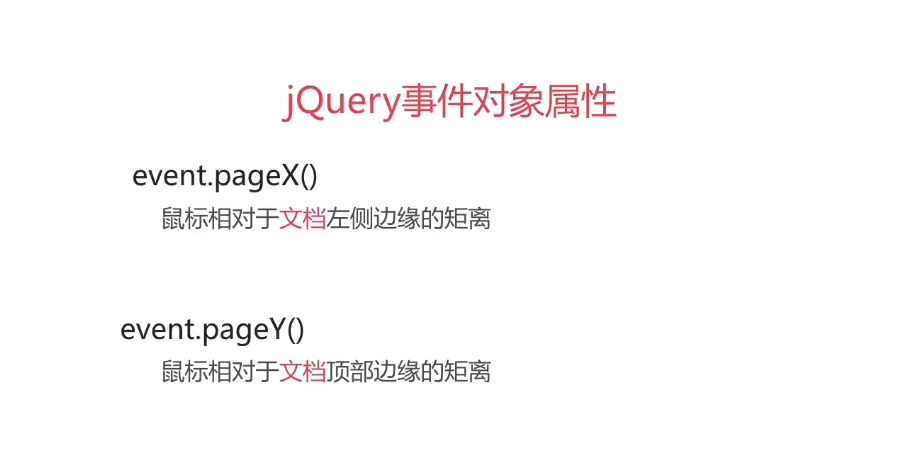 jQuery事件对象属性
event.pageX()
鼠标相对于文档左侧边缘的矩离
event.pageY()
鼠标相对于文档顶部边缘的矩离